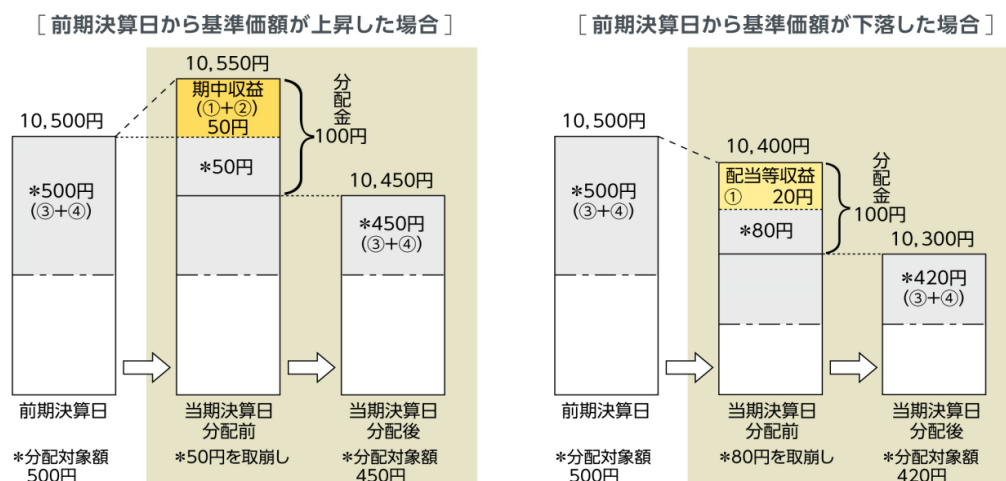 [前期決算日から基準価額が上昇した場合]
10,500円
*500円
(③+④)
前期決算日
*分配対象額
500円
10,550円
期中収益
(①+②)
50円
*50円
分配金
100円
当期決算日
分配前
*50円を取崩し
10,450円
*450円
(③+④)
当期決算日
分配後
*分配対象額
450円
[前期決算日から基準価額が下落した場合]
10,500円
*500円
(③+④)
前期決算日
*分配対象額
500円
10,400円
配当等収益
① 20円
*80円
分配金
100円
当期決算日
分配前
*80円を取崩し
10,300円
*420円
(③+④)
当期決算日
分配後
*分配対象額
420円